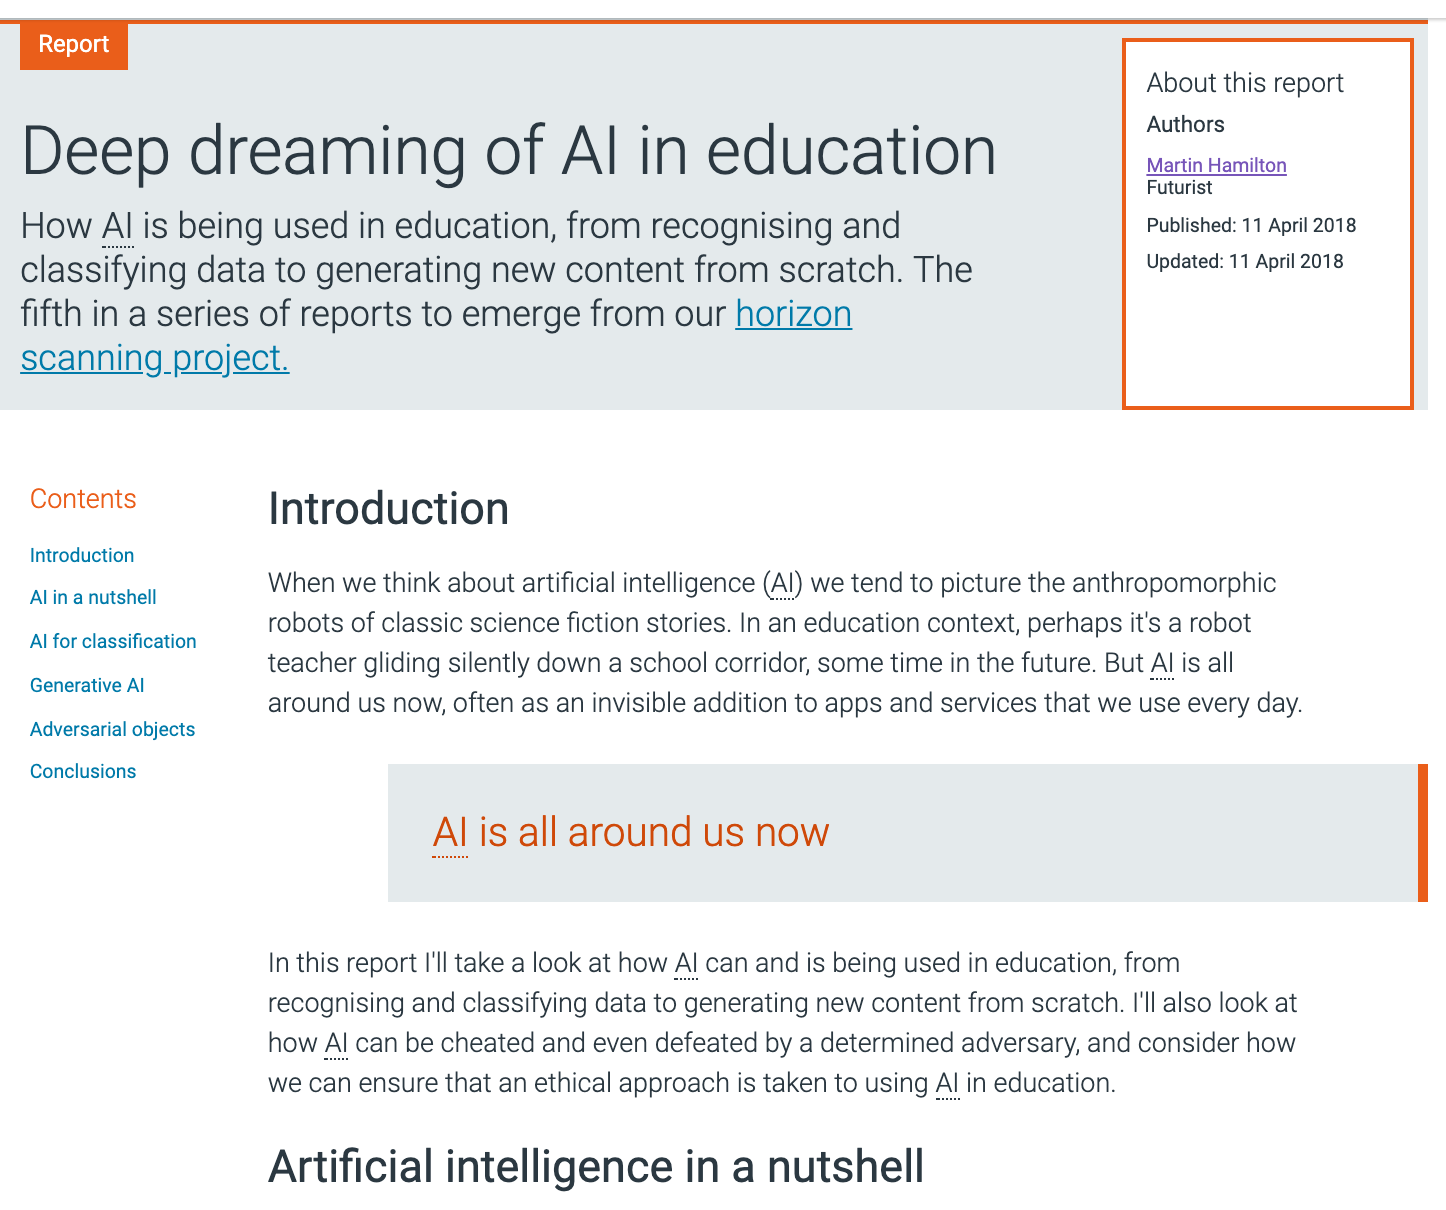 Report
Deep dreaming of AI in education
How AI is being used in education, from recognising and
classifying data to generating new content from scratch. The
fifth in a series of reports to emerge from our horizon
scanning project.
About this report
Authors
Martin Hamilton
Futurist
Published: 11 April 2018
Updated: 11 April 2018
Contents
Introduction
AI in a nutshell
AI for classification
Generative AI
Adversarial objects
Conclusions
Introduction
When we think about artificial intelligence (AI) we tend to picture the anthropomorphic
robots of classic science fiction stories. In an education context, perhaps it's a robot
teacher gliding silently down a school corridor, some time in the future. But AI is all
around us now, often as an invisible addition to apps and services that we use every day.
AI is all around us now
In this report I'll take a look at how AI can and is being used in education, from
recognising and classifying data to generating new content from scratch. I'll also look at
how AI can be cheated and even defeated by a determined adversary, and consider how
we can ensure that an ethical approach is taken to using AI in education.
Artificial intelligence in a nutshell